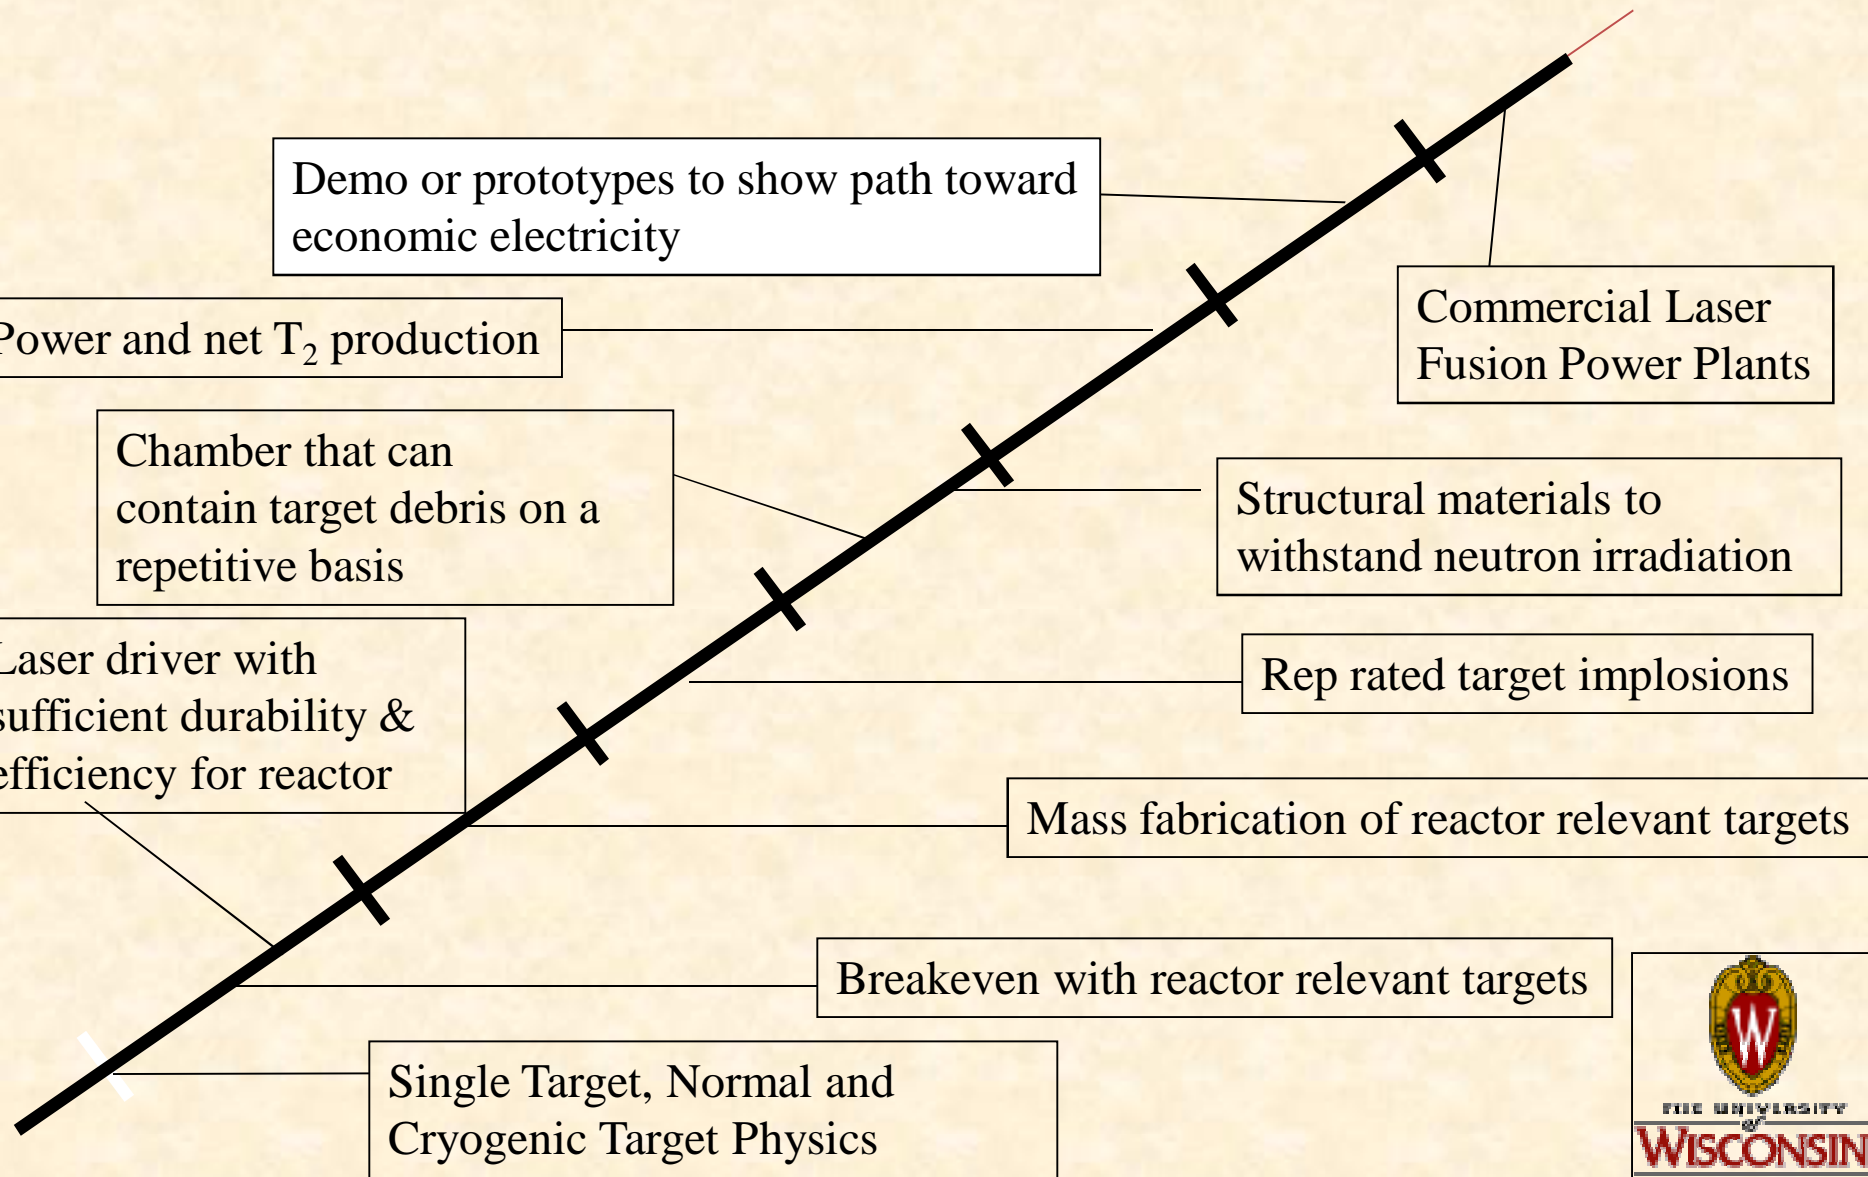 Demo or prototypes to show path toward
economic electricity
Commercial Laser
Fusion Power Plants
Power and net T₂ production
Chamber that can
contain target debris on a
repetitive basis
Structural materials to
withstand neutron irradiation
Laser driver with
sufficient durability &
efficiency for reactor
Rep rated target implosions
Mass fabrication of reactor relevant targets
Breakeven with reactor relevant targets
Single Target, Normal and
Cryogenic Target Physics
W
THE UNIVERSITY
of
WISCONSIN